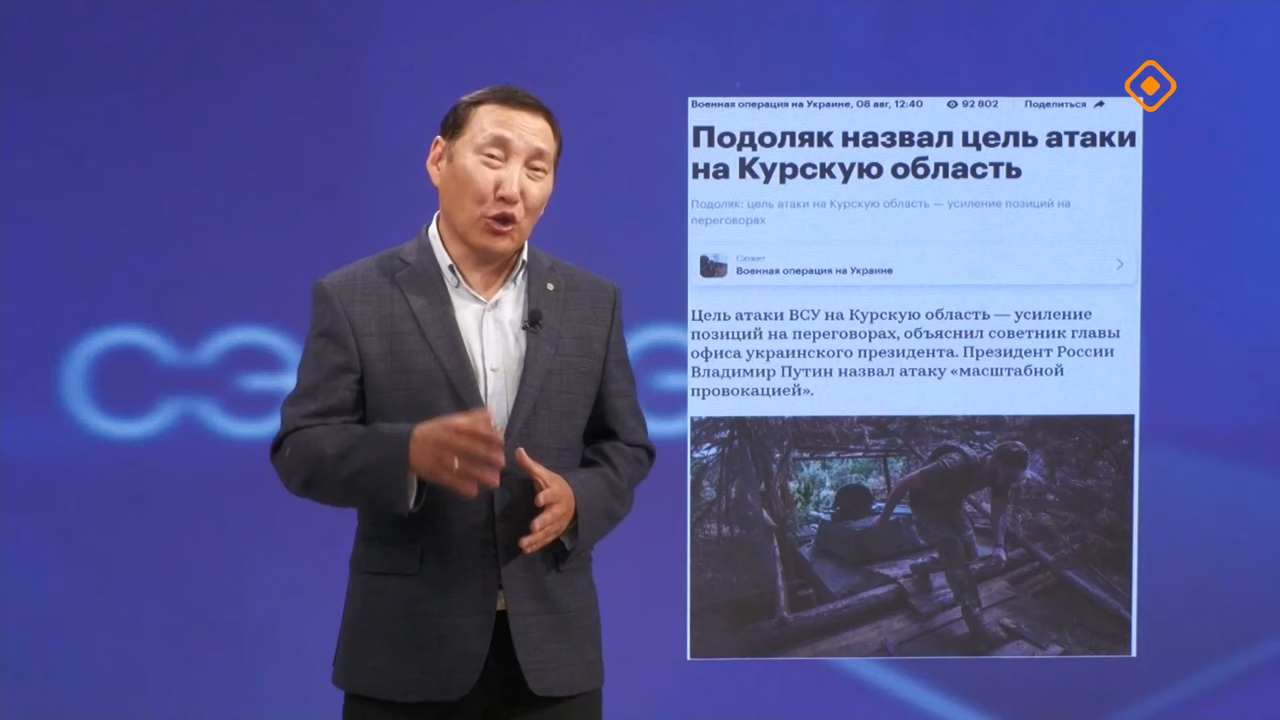 Военная операция на Украине, 08 авг, 12:40 92 802 Поделиться
Подоляк назвал цель атаки
на Курскую область
Подоляк: цель атаки на Курскую область — усиление позиций на
переговорах
Сюжет
Военная операция на Украине
Цель атаки ВСУ на Курскую область — усиление
позиций на переговорах, объяснил советник главы
офиса украинского президента. Президент России
Владимир Путин назвал атаку «масштабной
провокацией».